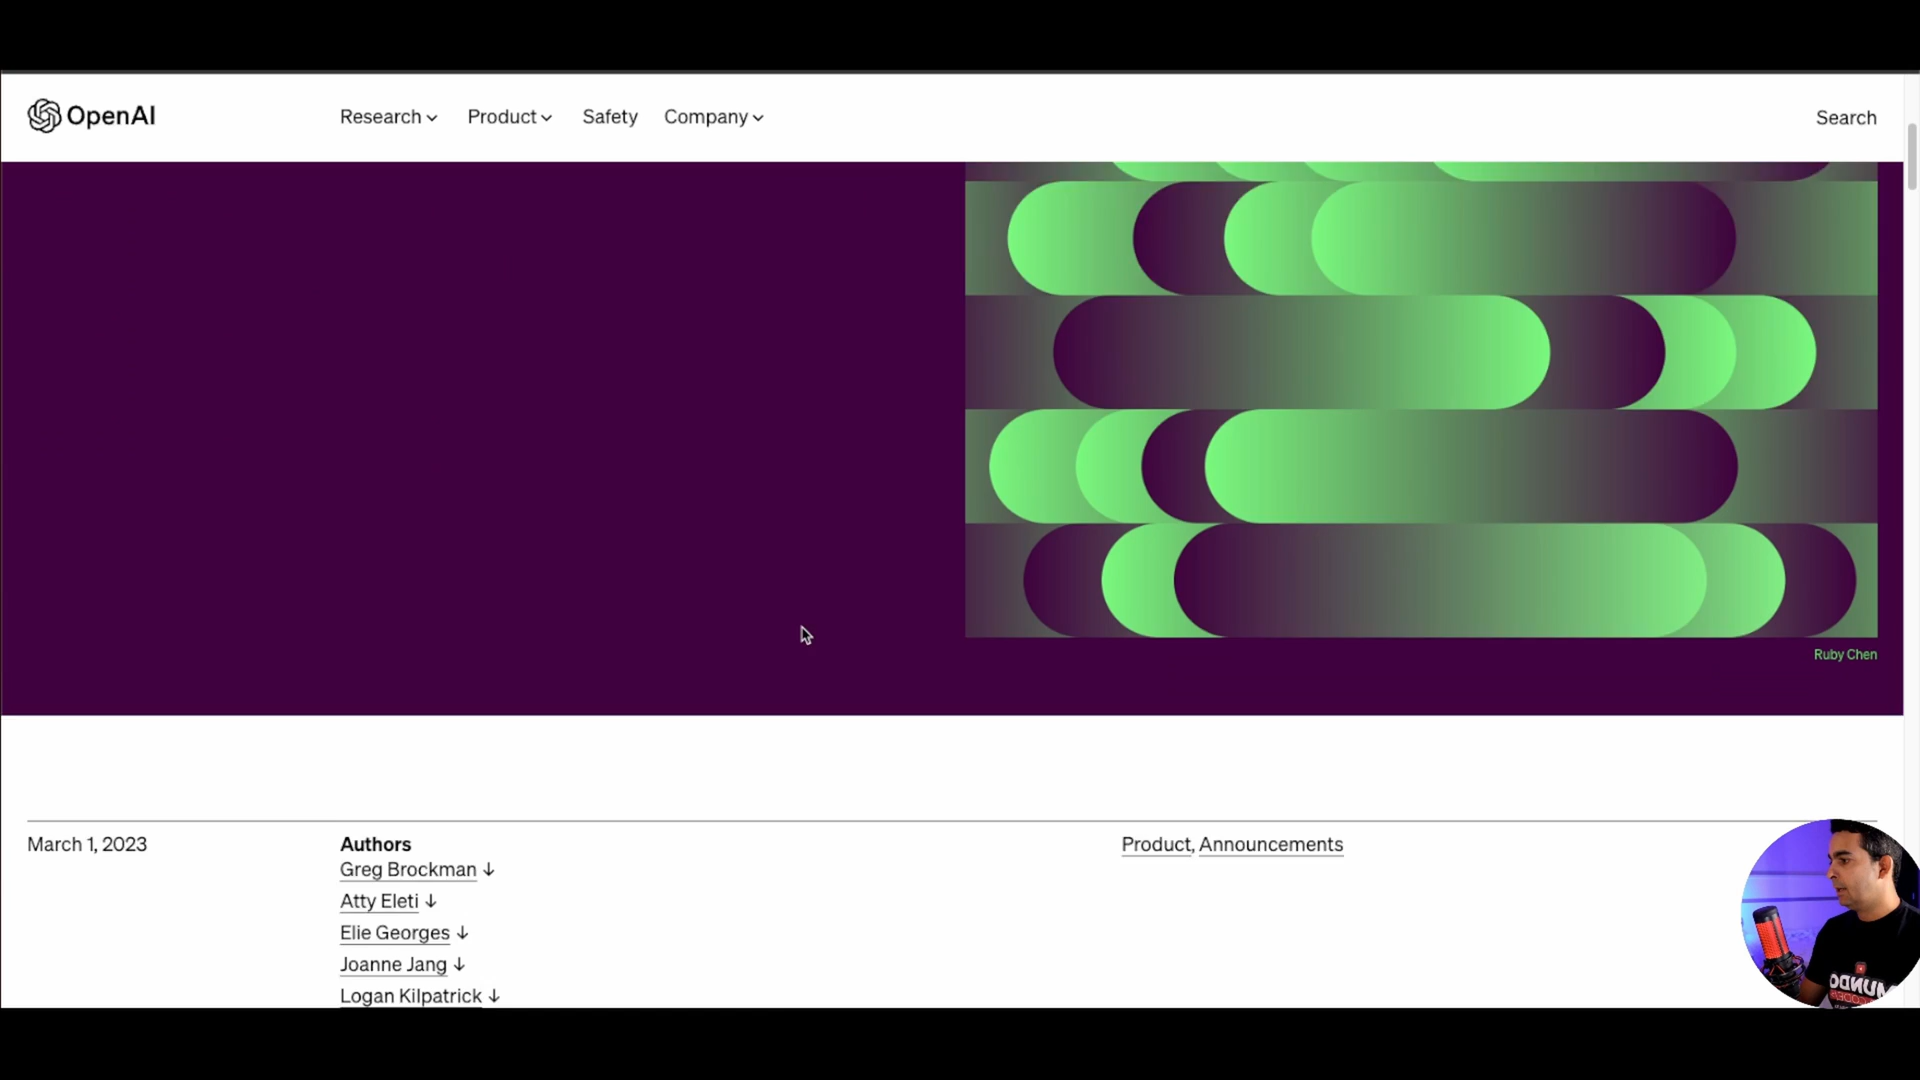 OpenAI
Research Product Safety Company
Search
Ruby Chen
March 1, 2023
Authors
Greg Brockman ↓
Atty Eleti ↓
Elie Georges ↓
Joanne Jang ↓
Logan Kilpatrick ↓
Product, Announcements
MUNDO